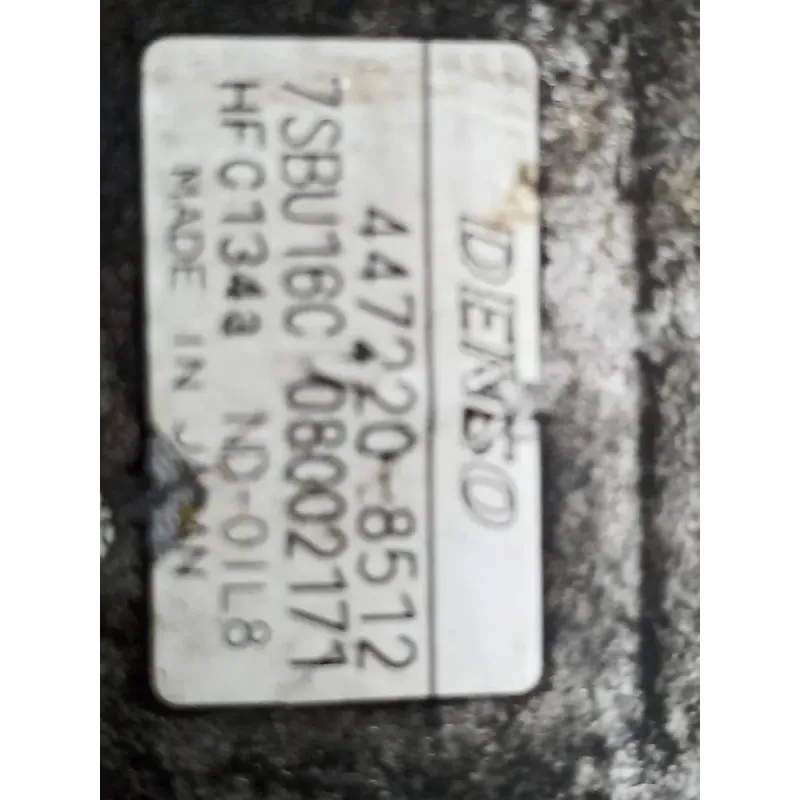 DENSO
447220-8512
7SBU16C 08002171
HFC134a ND-OIL8
MADE IN JAPAN